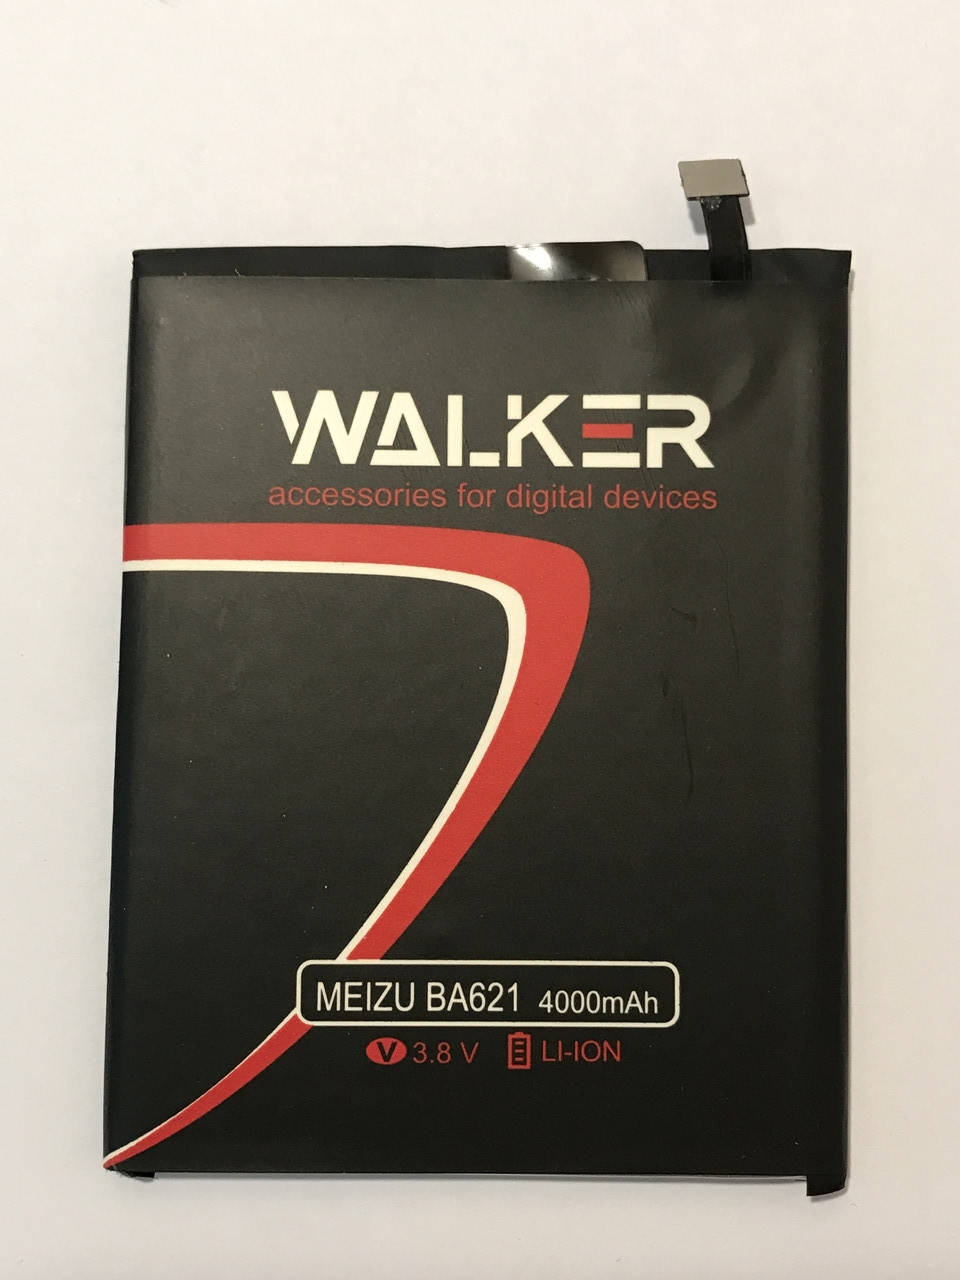 WALKER
accessories for digital devices
MEIZU BA621 4000mAh
V 3.8 V LI-ION